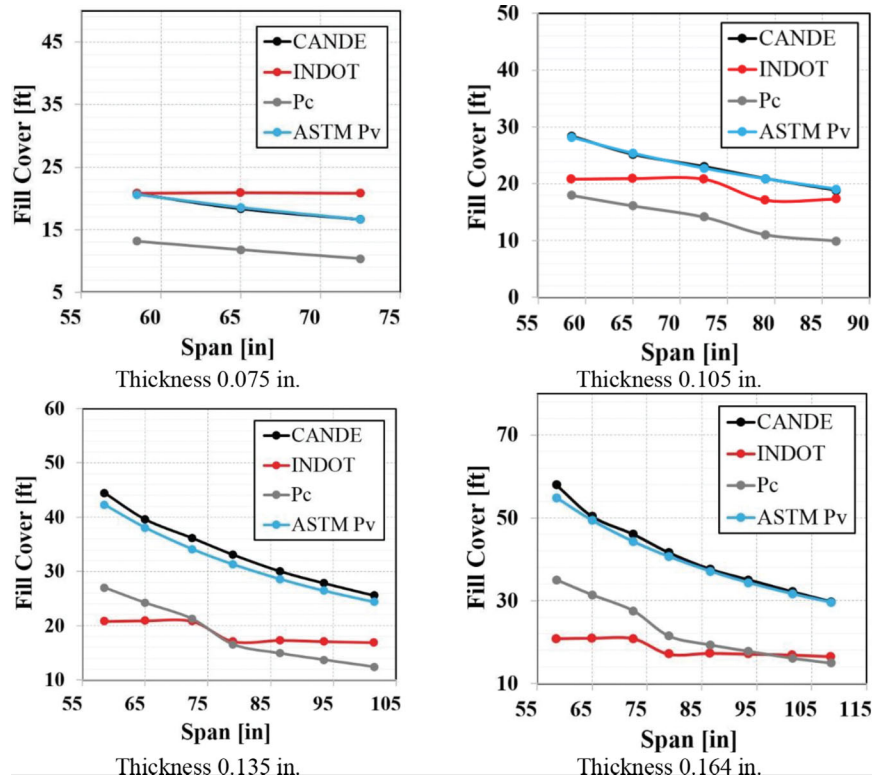 45
35
25
15
5
Fill Cover [ft]
CANDE
INDOT
Pc
ASTM Pv
55 60 65 70 75
Span [in]
Thickness 0.075 in.
50
40
30
20
10
0
Fill Cover [ft]
CANDE
INDOT
Pc
ASTM Pv
55 60 65 70 75 80 85 90
Span [in]
Thickness 0.105 in.
60
50
40
30
20
10
Fill Cover [ft]
CANDE
INDOT
Pc
ASTM Pv
55 65 75 85 95 105
Span [in]
Thickness 0.135 in.
70
50
30
10
Fill Cover [ft]
CANDE
INDOT
Pc
ASTM Pv
55 65 75 85 95 105 115
Span [in]
Thickness 0.164 in.